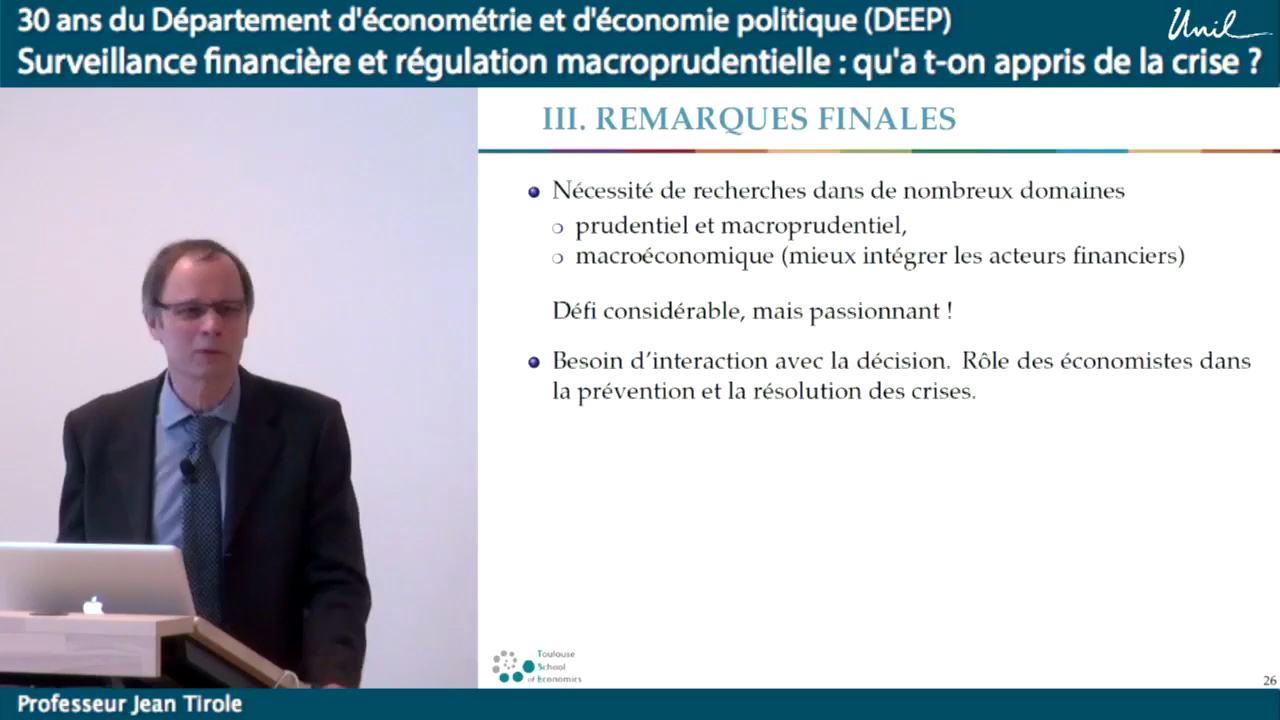 30 ans du Département d'économétrie et d'économie politique (DEEP)
Unil
Surveillance financière et régulation macroprudentielle : qu'a t-on appris de la crise ?
III. REMARQUES FINALES
Nécessité de recherches dans de nombreux domaines
prudentiel et macroprudentiel,
macroéconomique (mieux intégrer les acteurs financiers)
Défi considérable, mais passionnant !
Besoin d'interaction avec la décision. Rôle des économistes dans
la prévention et la résolution des crises.
Toulouse
School
of Economics
26
Professeur Jean Tirole